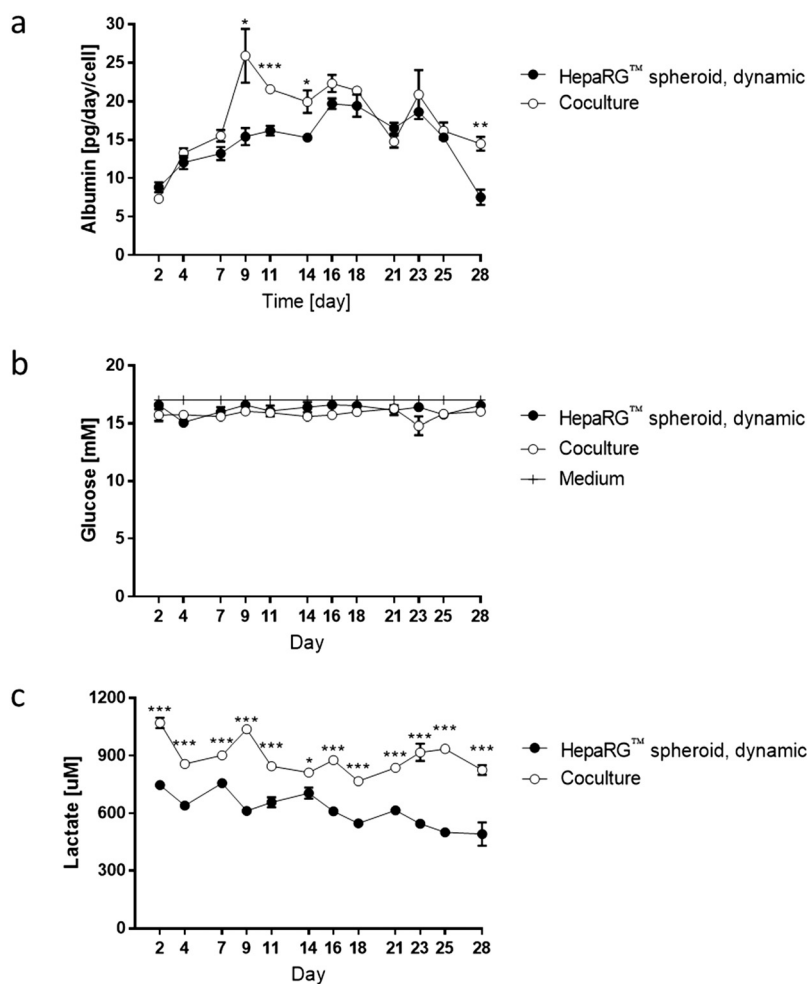 a
Albumin [pg/day/cell]
30
25
20
15
10
5
0
* *** * **
2 4 7 9 11 14 16 18 21 23 25 28
Time [day]
HepaRG™ spheroid, dynamic
Coculture
b
Glucose [mM]
20
15
10
5
0
2 4 7 9 11 14 16 18 21 23 25 28
Day
HepaRG™ spheroid, dynamic
Coculture
Medium
c
Lactate [uM]
1200
900
600
300
0
*** *** *** *** *** * *** *** *** *** *** ***
2 4 7 9 11 14 16 18 21 23 25 28
Day
HepaRG™ spheroid, dynamic
Coculture